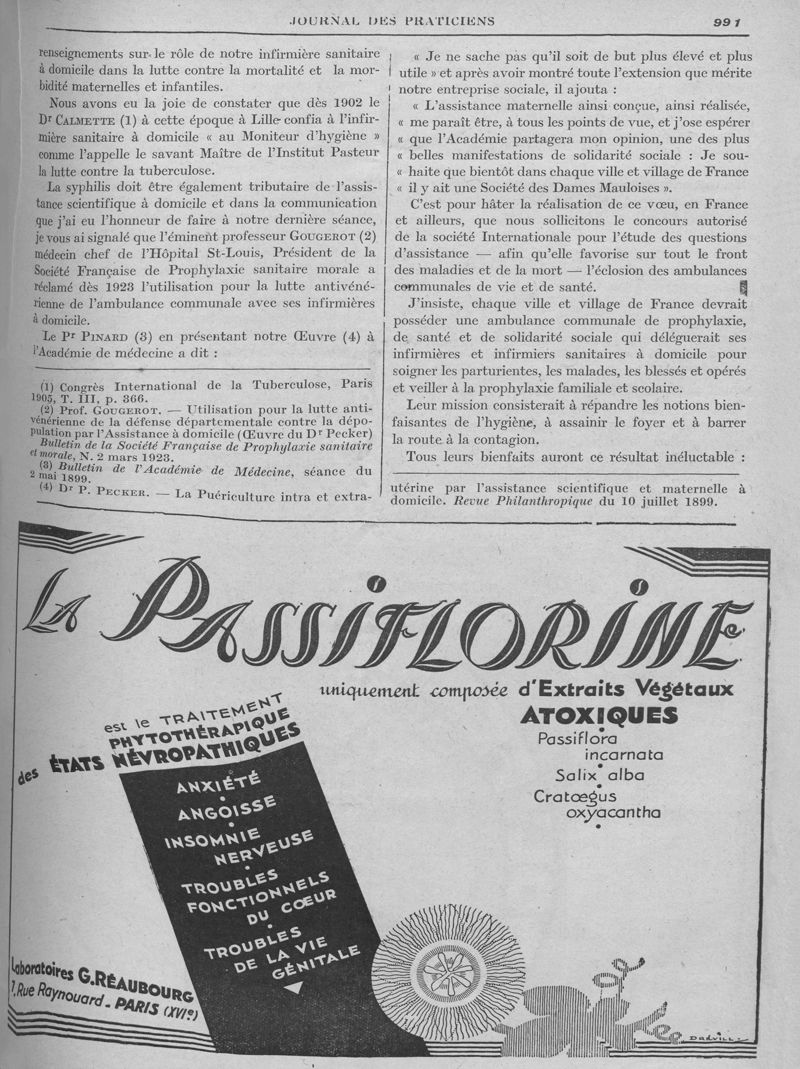 JOURNAL DES PRATICIENS
991
renseignements sur le rôle de notre infirmière sanitaire
à domicile dans la lutte contre la mortalité et la mor-
bidité maternelles et infantiles.
Nous avons eu la joie de constater que dès 1902 le
Dr CALMETTE (1) à cette époque à Lille confia à l'infir-
mière sanitaire à domicile « au Moniteur d'hygiène »
comme l'appelle le savant Maître de l'Institut Pasteur
la lutte contre la tuberculose.
La syphilis doit être également tributaire de l'assis-
tance scientifique à domicile et dans la communication
que j'ai eu l'honneur de faire à notre dernière séance,
je vous ai signalé que l'éminent professeur GOUGEROT (2)
médecin chef de l'Hôpital St-Louis, Président de la
Société Française de Prophylaxie sanitaire morale a
réclamé dès 1923 l'utilisation pour la lutte antivéné-
rienne de l'ambulance communale avec ses infirmières
à domicile.
Le Pr PINARD (3) en présentant notre Œuvre (4) à
l'Académie de médecine a dit :
(1) Congrès International de la Tuberculose, Paris
1905, T. III, p. 366.
(2) Prof. GOUGEROT. — Utilisation pour la lutte anti-
vénérienne de la défense départementale contre la dépo-
pulation par l'Assistance à domicile (Œuvre du Dr Pecker)
Bulletin de la Société Française de Prophylaxie sanitaire
et morale, N. 2 mars 1923.
(3) Bulletin de l'Académie de Médecine, séance du
2 mai 1899.
(4) Dr P. PECKER. — La Puériculture intra et extra-
« Je ne sache pas qu'il soit de but plus élevé et plus
utile » et après avoir montré toute l'extension que mérite
notre entreprise sociale, il ajouta :
« L'assistance maternelle ainsi conçue, ainsi réalisée,
« me paraît être, à tous les points de vue, et j'ose espérer
« que l'Académie partagera mon opinion, une des plus
« belles manifestations de solidarité sociale : Je sou-
« haite que bientôt dans chaque ville et village de France
« il y ait une Société des Dames Mauloises ».
C'est pour hâter la réalisation de ce vœu, en France
et ailleurs, que nous sollicitons le concours autorisé
de la société Internationale pour l'étude des questions
d'assistance — afin qu'elle favorise sur tout le front
des maladies et de la mort — l'éclosion des ambulances
communales de vie et de santé.
J'insiste, chaque ville et village de France devrait
posséder une ambulance communale de prophylaxie,
de santé et de solidarité sociale qui déléguerait ses
infirmières et infirmiers sanitaires à domicile pour
soigner les parturientes, les malades, les blessés et opérés
et veiller à la prophylaxie familiale et scolaire.
Leur mission consisterait à répandre les notions bien-
faisantes de l'hygiène, à assainir le foyer et à barrer
la route à la contagion.
Tous leurs bienfaits auront ce résultat inéluctable :
utérine par l'assistance scientifique et maternelle à
domicile. Revue Philanthropique du 10 juillet 1899.
LA PASSIFLORINE
uniquement composée d'Extraits Végétaux
ATOXIQUES
Passiflora
incarnata
Salix alba
Cratœgus
oxyacantha
est le TRAITEMENT
PHYTOTHÉRAPIQUE
des ÉTATS NÉVROPATHIQUES
ANXIÉTÉ
ANGOISSE
INSOMNIE
NERVEUSE
TROUBLES
FONCTIONNELS
DU CŒUR
TROUBLES
DE LA VIE
GÉNITALE
Laboratoires G.RÉAUBOURG
1, Rue Raynouard - PARIS (XVIe)
DRÉVILL